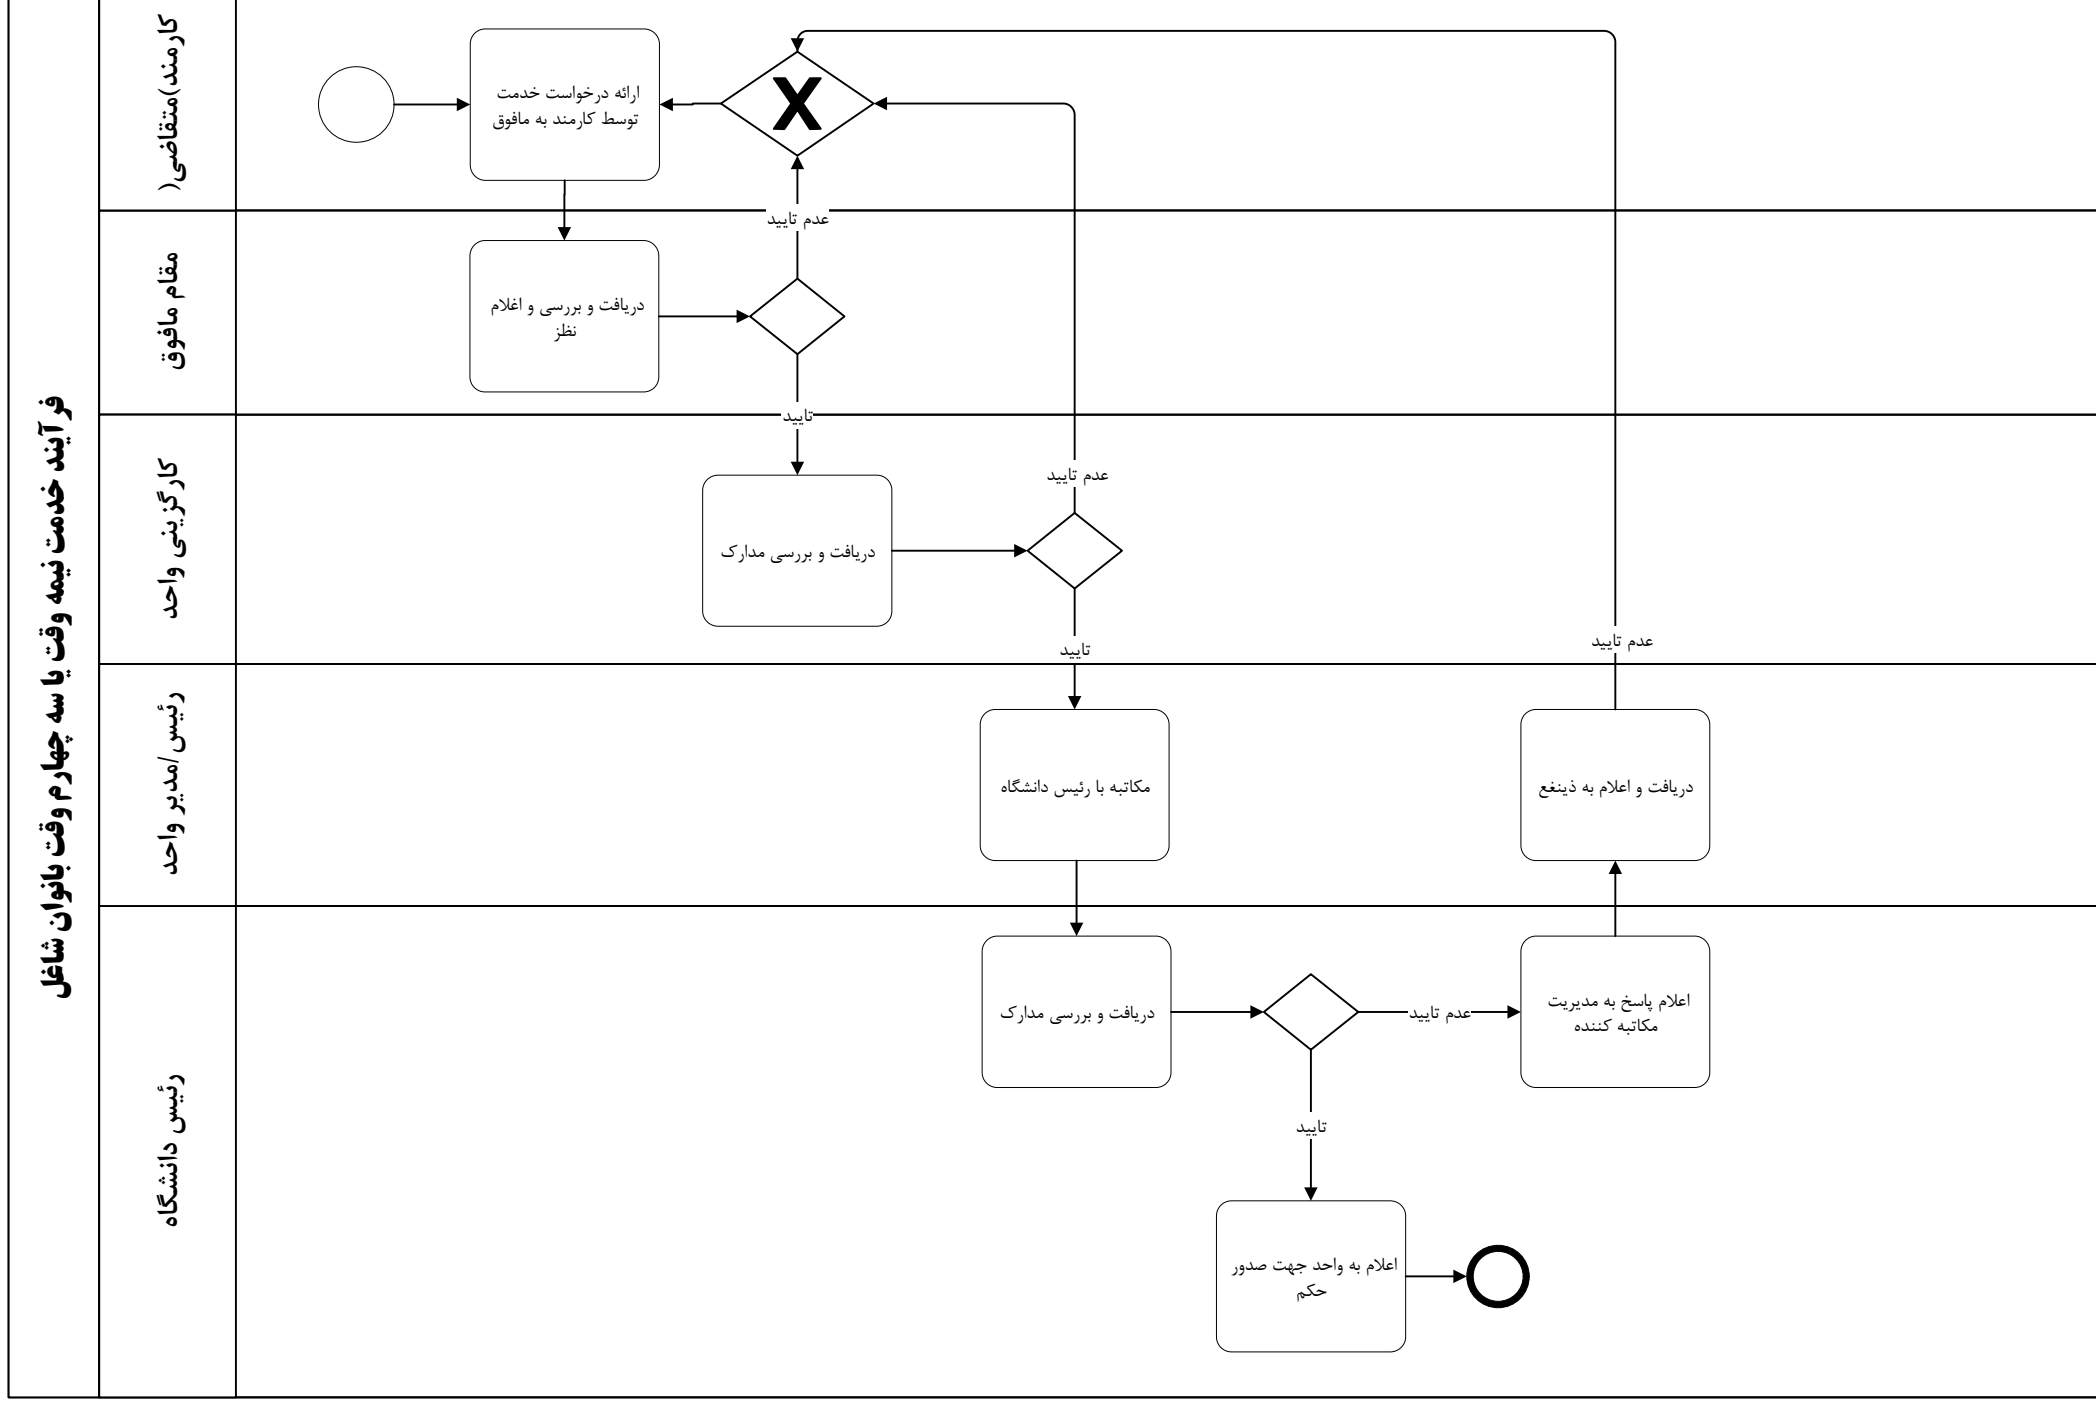 فرآیند خدمت نیمه وقت یا سه چهارم وقت بانوان شاغل
کارمند)متقاضی(
ارائه درخواست خدمت
توسط کارمند به مافوق
X
عدم تایید
مقام مافوق
دریافت و بررسی و اغلام
نظز
تایید
کارگزینی واحد
دریافت و بررسی مدارک
عدم تایید
تایید
عدم تایید
رئیس/مدیر واحد
مکاتبه با رئیس دانشگاه
دریافت و اعلام به ذینغع
رئیس دانشگاه
دریافت و بررسی مدارک
عدم تایید
اعلام پاسخ به مدیریت
مکاتبه کننده
تایید
اعلام به واحد جهت صدور
حکم